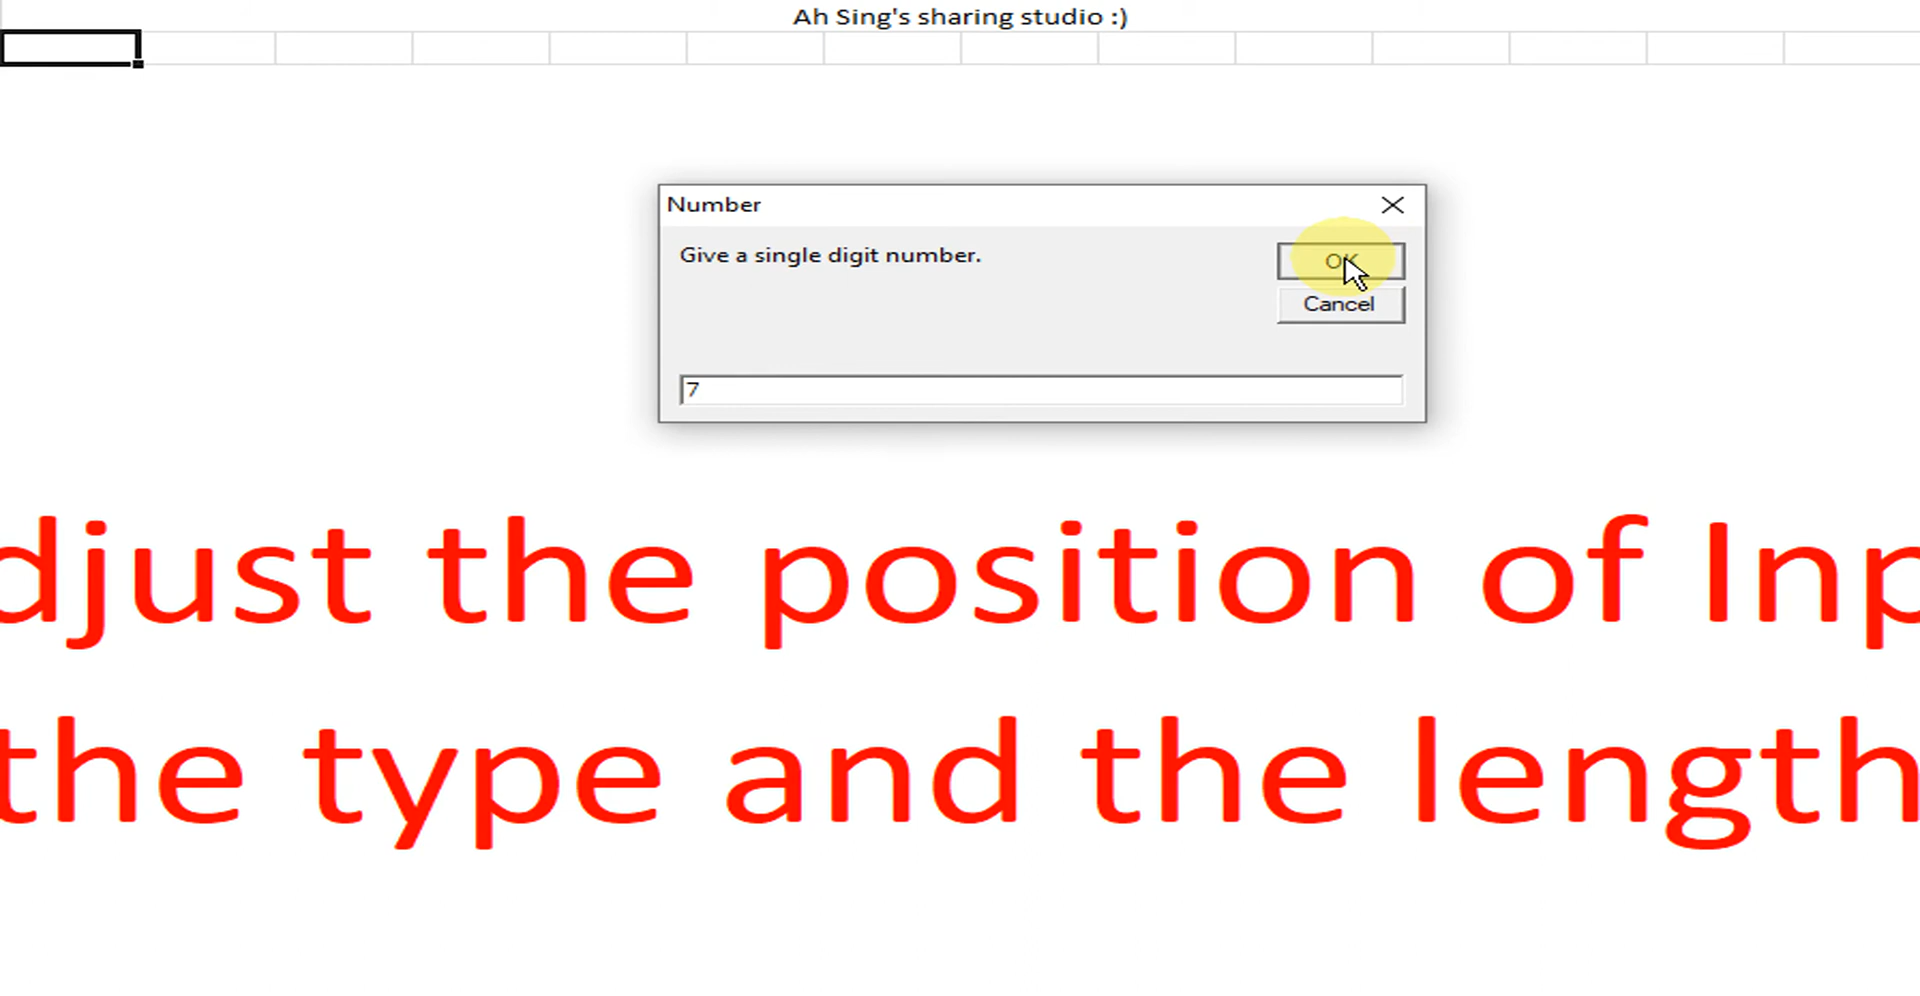 Ah Sing's sharing studio :)
Number
Give a single digit number.
OK
Cancel
7
djust the position of Inp
the type and the length